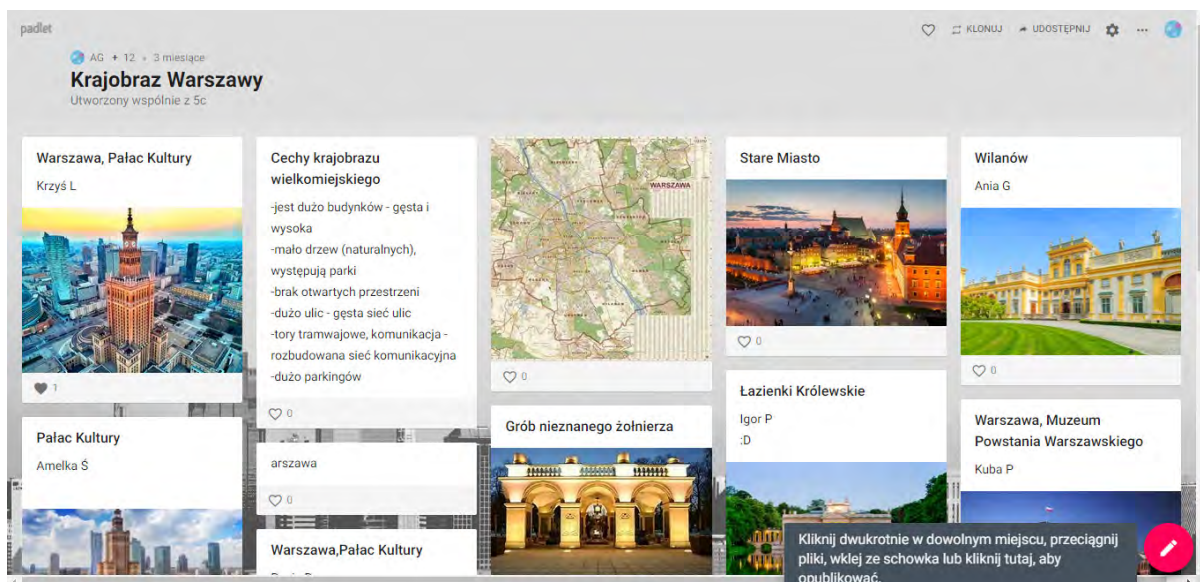 padlet
KLONUJ
UDOSTĘPNIJ
AG + 12 • 3 miesiące
Krajobraz Warszawy
Utworzony wspólnie z 5c
Warszawa, Pałac Kultury
Krzyś L
1
Pałac Kultury
Amelka Ś
Cechy krajobrazu
wielkomiejskiego
-jest dużo budynków - gęsta i
wysoka
-mało drzew (naturalnych),
występują parki
-brak otwartych przestrzeni
-dużo ulic - gęsta sieć ulic
-tory tramwajowe, komunikacja -
rozbudowana sieć komunikacyjna
-dużo parkingów
0
arszawa
0
Warszawa,Pałac Kultury
WARSZAWA
0
Grób nieznanego żołnierza
Stare Miasto
0
Łazienki Królewskie
Igor P
:D
Wilanów
Ania G
0
Warszawa, Muzeum
Powstania Warszawskiego
Kuba P
Kliknij dwukrotnie w dowolnym miejscu, przeciągnij
pliki, wklej ze schowka lub kliknij tutaj, aby
opublikować.